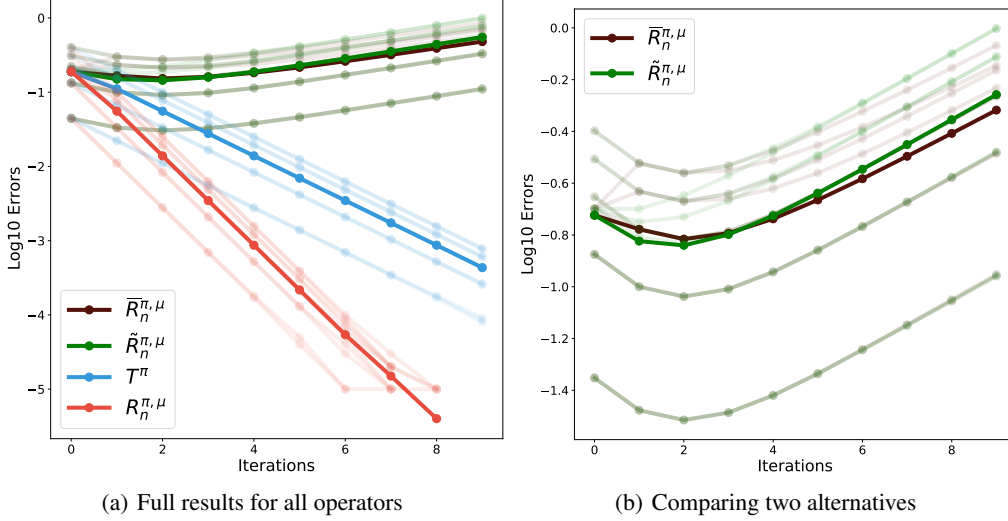 0
−1
−2
−3
−4
−5
Log10 Errors
0
2
4
6
8
Iterations
R̅ₙ^π,μ
R̃ₙ^π,μ
T^π
Rₙ^π,μ
(a) Full results for all operators
0.0
−0.2
−0.4
−0.6
−0.8
−1.0
−1.2
−1.4
Log10 Errors
0
2
4
6
8
Iterations
R̅ₙ^π,μ
R̃ₙ^π,μ
(b) Comparing two alternatives